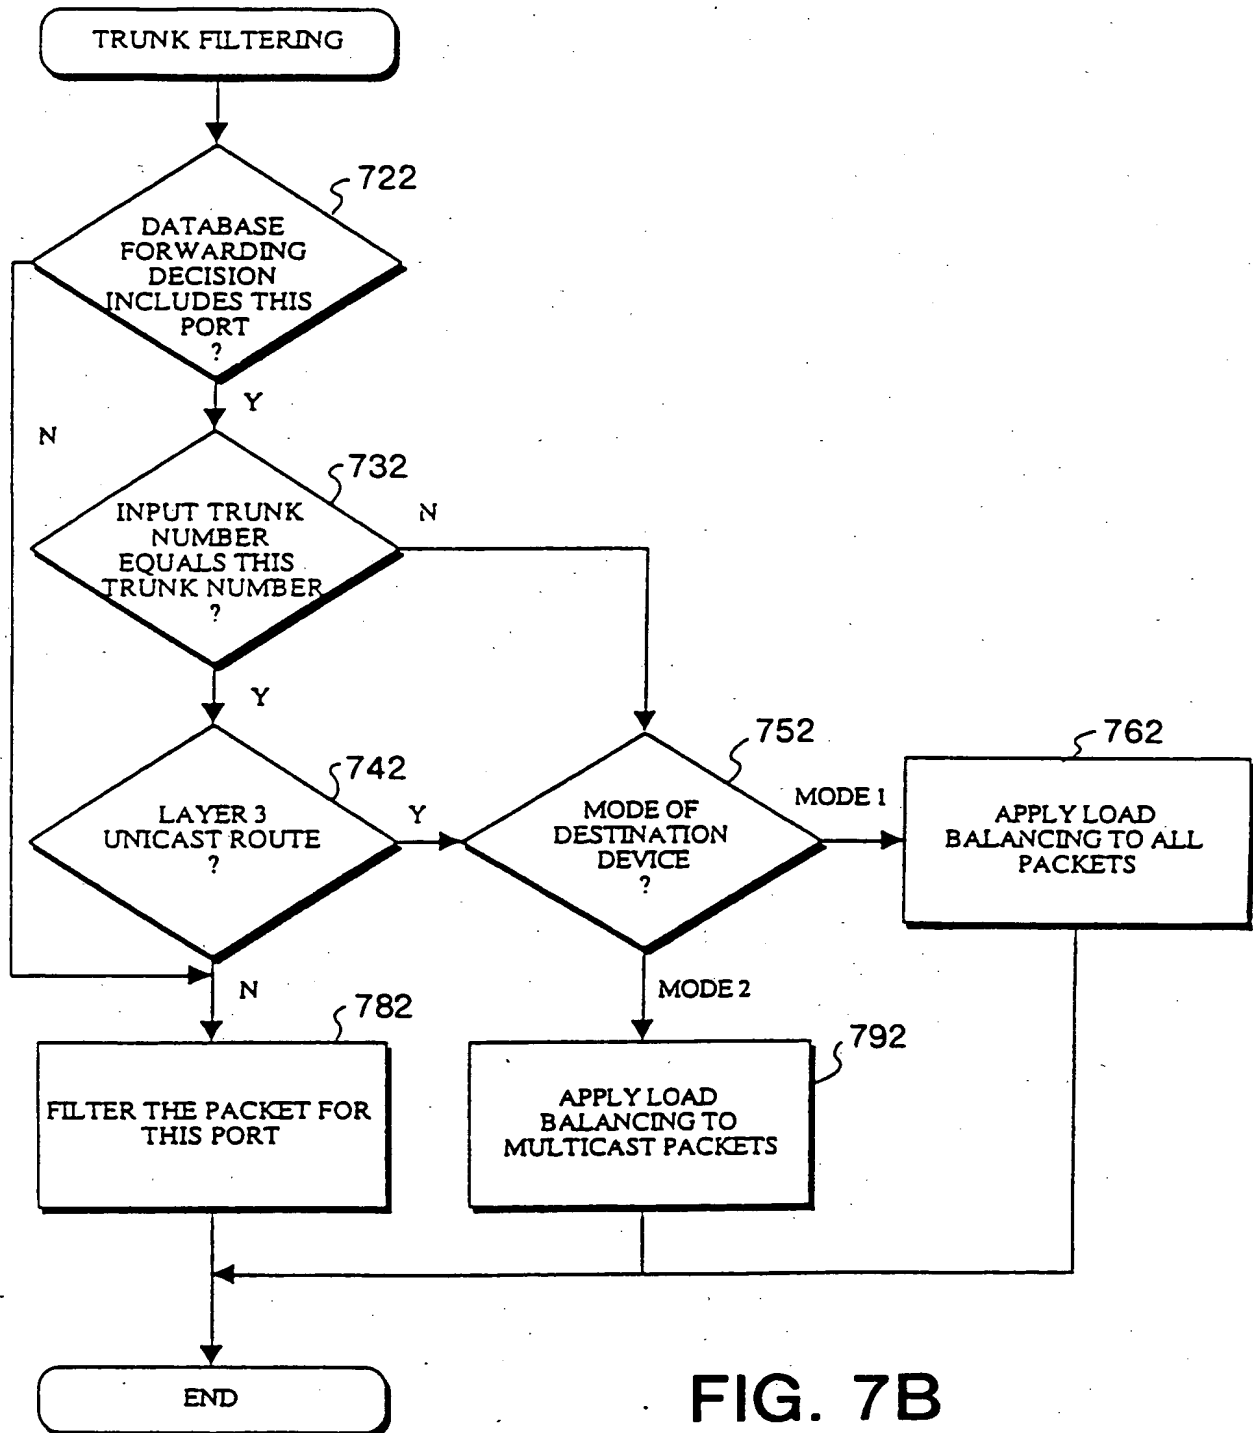 TRUNK FILTERING
722
DATABASE
FORWARDING
DECISION
INCLUDES THIS
PORT
?
Y
N
732
INPUT TRUNK
NUMBER
EQUALS THIS
TRUNK NUMBER
?
N
Y
742
LAYER 3
UNICAST ROUTE
?
Y
752
MODE OF
DESTINATION
DEVICE
?
MODE 1
762
APPLY LOAD
BALANCING TO ALL
PACKETS
N
MODE 2
782
FILTER THE PACKET FOR
THIS PORT
792
APPLY LOAD
BALANCING TO
MULTICAST PACKETS
END
FIG. 7B